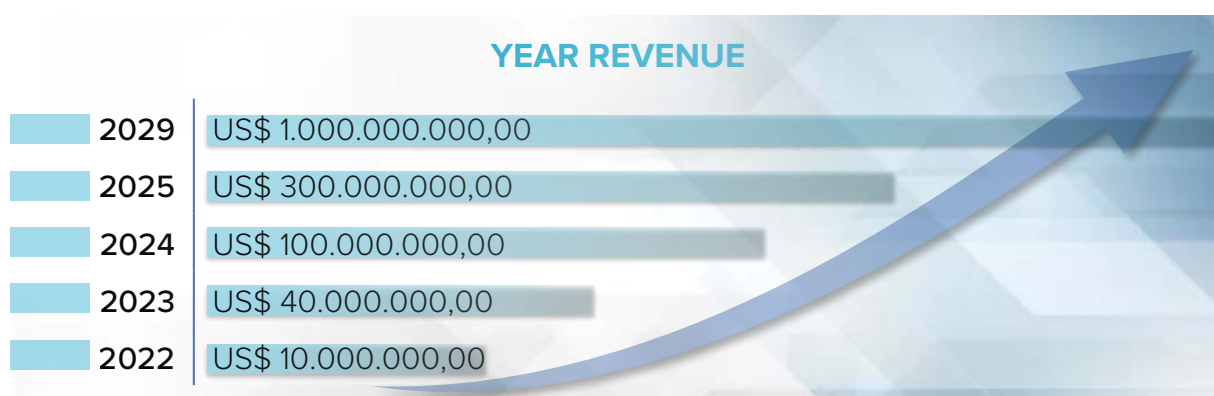 YEAR REVENUE
2029 US$ 1.000.000.000,00
2025 US$ 300.000.000,00
2024 US$ 100.000.000,00
2023 US$ 40.000.000,00
2022 US$ 10.000.000,00